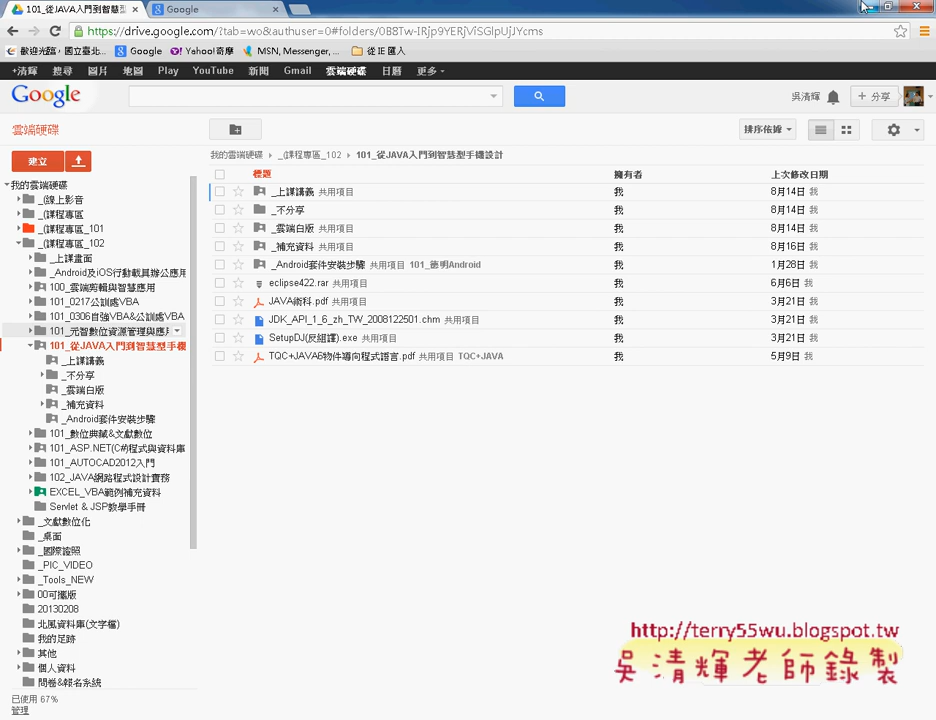 101_從JAVA入門到智慧型
Google
https://drive.google.com/?tab=wo&authuser=0#folders/0B8Tw-IRjp9YERjViSGlpUjJYcms
歡迎光臨，國立臺北...
Google
Yahoo!奇摩
MSN, Messenger, ...
從 IE 匯入
+清輝 搜尋 圖片 地圖 Play YouTube 新聞 Gmail 雲端硬碟 日曆 更多
Google
吳清輝
+ 分享
雲端硬碟
排序依據
建立
我的雲端硬碟 › _(課程專區_102 › 101_從JAVA入門到智慧型手機設計
標題 擁有者 上次修改日期
_上課講義 共用項目 我 8月14日 我
_不分享 我 8月14日 我
_雲端白版 共用項目 我 8月14日 我
_補充資料 共用項目 我 8月16日 我
_Android套件安裝步驟 共用項目 101_德明Android 我 1月28日 我
eclipse422.rar 共用項目 我 6月6日 我
JAVA術科.pdf 共用項目 我 3月21日 我
JDK_API_1_6_zh_TW_2008122501.chm 共用項目 我 3月21日 我
SetupDJ(反組譯).exe 共用項目 我 3月21日 我
TQC+JAVA6物件導向程式語言.pdf 共用項目 TQC+JAVA 我 5月9日 我
我的雲端硬碟
_(線上影音
_(課程專區
_(課程專區_101
_(課程專區_102
_上課畫面
_Android及iOS行動載具辦公應用
100_雲端剪輯與智慧應用
101_0217公訓處VBA
101_0306自強VBA&公訓處VBA
101_元智數位資源管理與應用
101_從JAVA入門到智慧型手機
_上課講義
_不分享
_雲端白版
_補充資料
_Android套件安裝步驟
101_數位典藏&文獻數位
101_ASP.NET(C#)程式與資料庫
101_AUTOCAD2012入門
102_JAVA網路程式設計實務
EXCEL_VBA範例補充資料
Servlet & JSP教學手冊
_文獻數位化
_桌面
_國際證照
_PIC_VIDEO
_Tools_NEW
00可攜版
20130208
北風資料庫(文字檔)
我的足跡
其他
個人資料
問卷&報名系統
已使用 67%
管理
http://terry55wu.blogspot.tw
吳清輝老師錄製